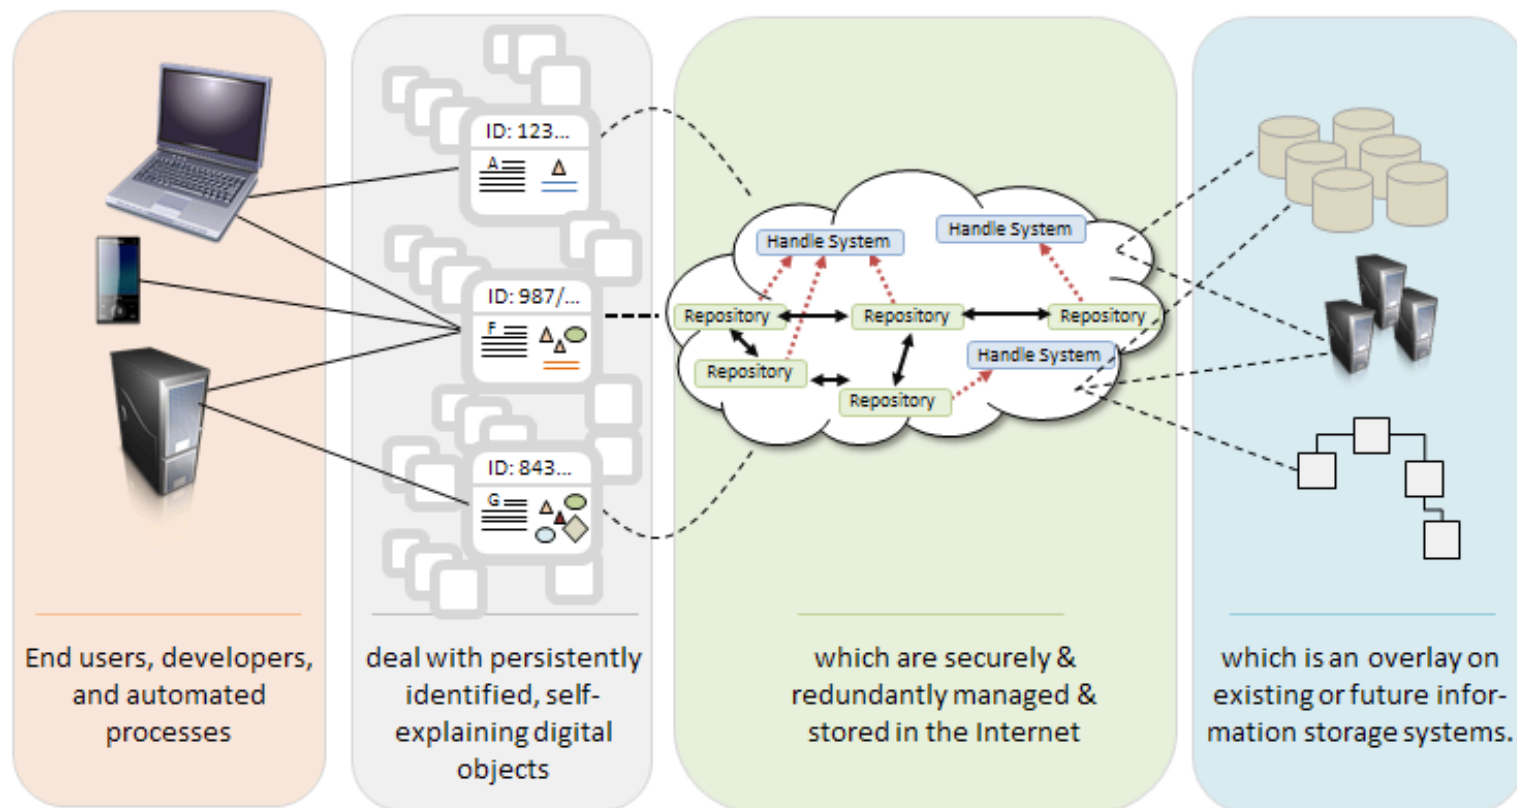 ID: 123...
A
ID: 987/...
F
ID: 843...
G
Handle System
Handle System
Repository
Repository
Repository
Handle System
Repository
Repository
End users, developers,
and automated
processes
deal with persistently
identified, self-
explaining digital
objects
which are securely &
redundantly managed &
stored in the Internet
which is an overlay on
existing or future infor-
mation storage systems.